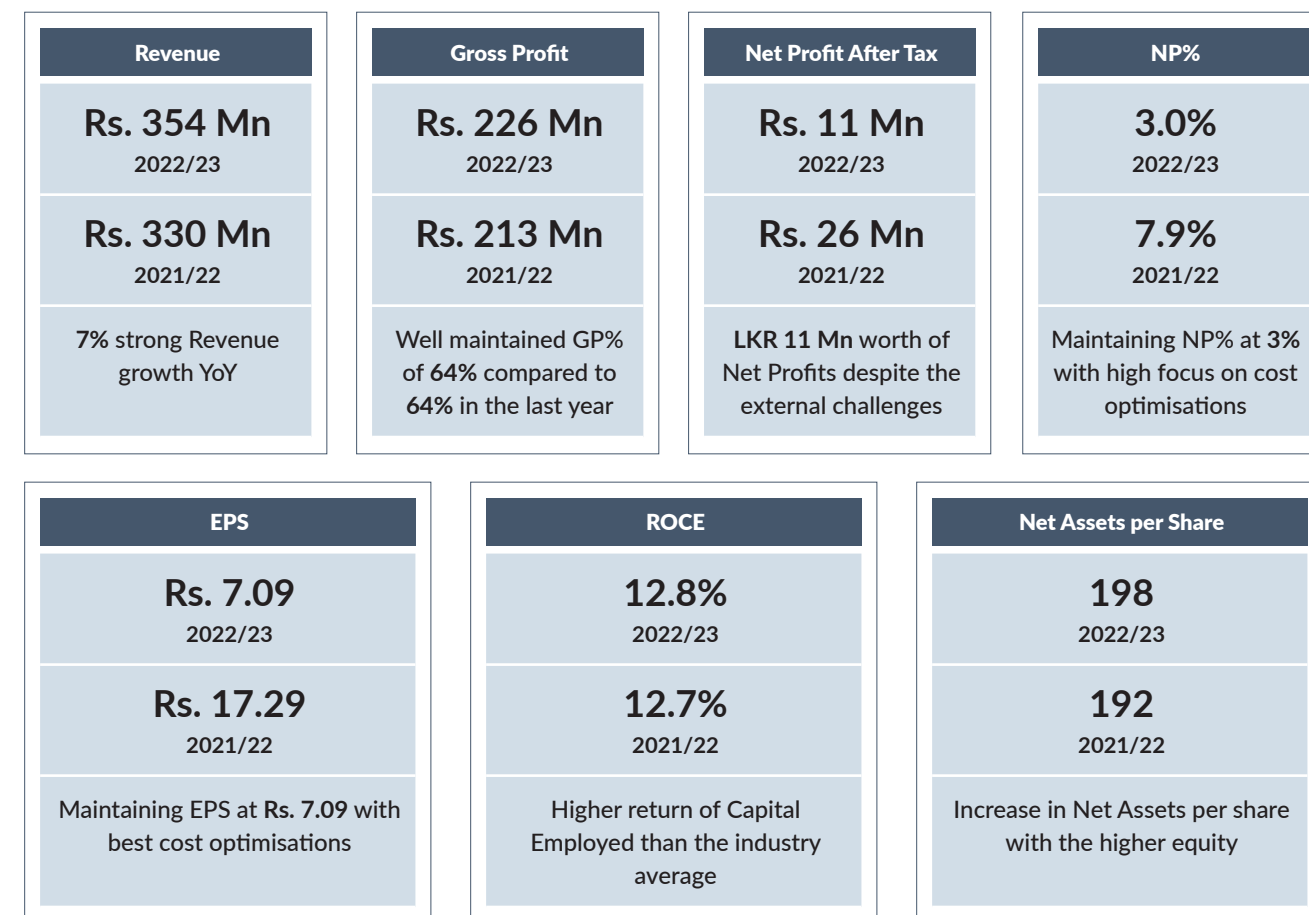 Revenue
Rs. 354 Mn
2022/23
Rs. 330 Mn
2021/22
7% strong Revenue
growth YoY
Gross Profit
Rs. 226 Mn
2022/23
Rs. 213 Mn
2021/22
Well maintained GP%
of 64% compared to
64% in the last year
Net Profit After Tax
Rs. 11 Mn
2022/23
Rs. 26 Mn
2021/22
LKR 11 Mn worth of
Net Profits despite the
external challenges
NP%
3.0%
2022/23
7.9%
2021/22
Maintaining NP% at 3%
with high focus on cost
optimisations
EPS
Rs. 7.09
2022/23
Rs. 17.29
2021/22
Maintaining EPS at Rs. 7.09 with
best cost optimisations
ROCE
12.8%
2022/23
12.7%
2021/22
Higher return of Capital
Employed than the industry
average
Net Assets per Share
198
2022/23
192
2021/22
Increase in Net Assets per share
with the higher equity